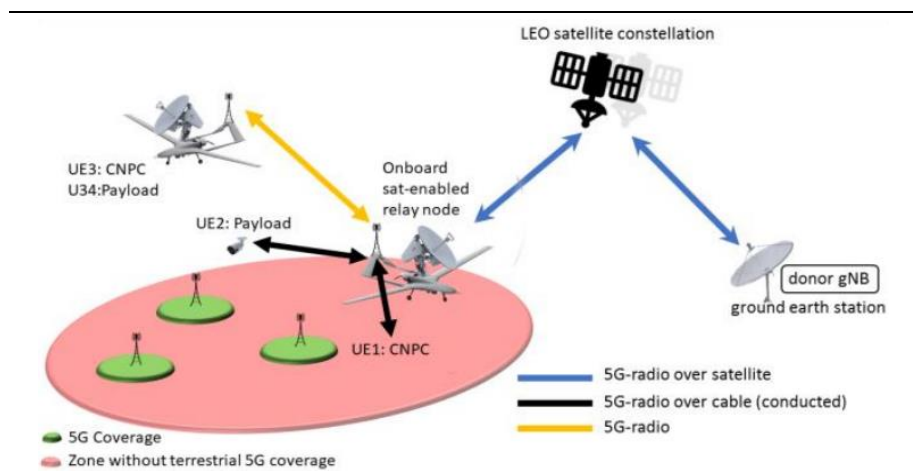 LEO satellite constellation
UE3: CNPC
U34:Payload
Onboard
sat-enabled
relay node
UE2: Payload
donor gNB
ground earth station
UE1: CNPC
5G-radio over satellite
5G-radio over cable (conducted)
5G-radio
5G Coverage
Zone without terrestrial 5G coverage